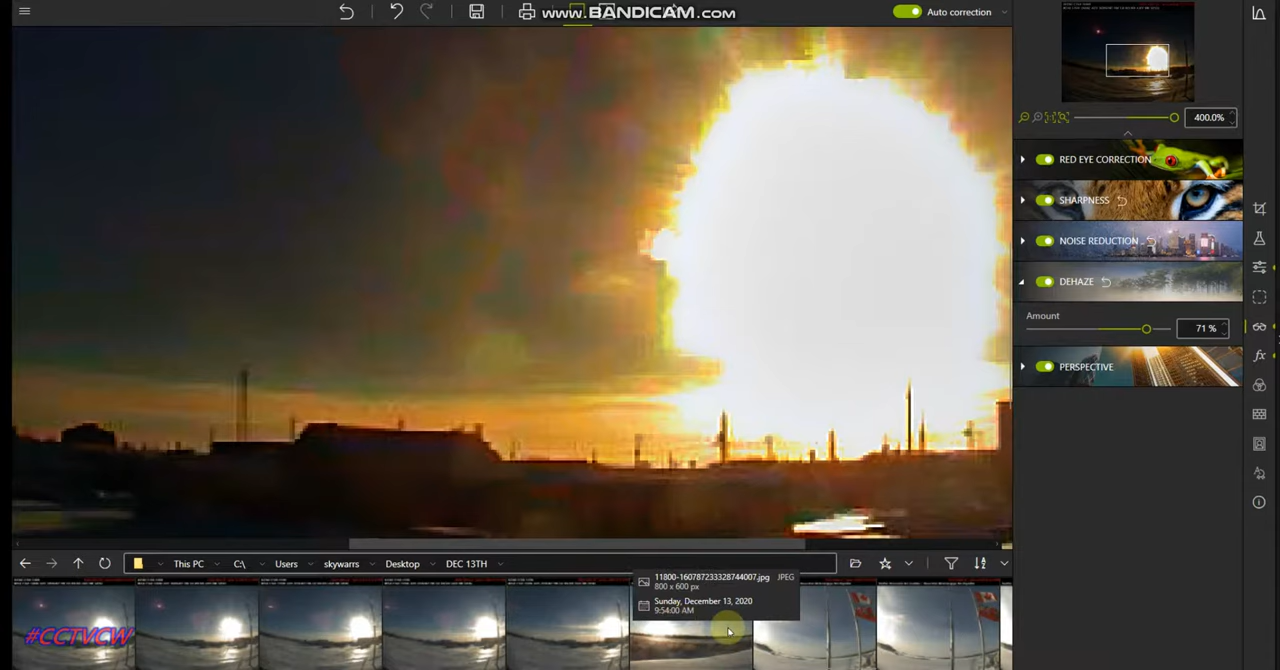 www.BANDICAM.com
Auto correction
400.0%
RED EYE CORRECTION
SHARPNESS
NOISE REDUCTION
DEHAZE
Amount
71 %
PERSPECTIVE
This PC
C:\
Users
skywarrs
Desktop
DEC 13TH
11800-160787233328744007.jpg JPEG
800 x 600 px
Sunday, December 13, 2020
9:54:00 AM
#CCTVCW
fx